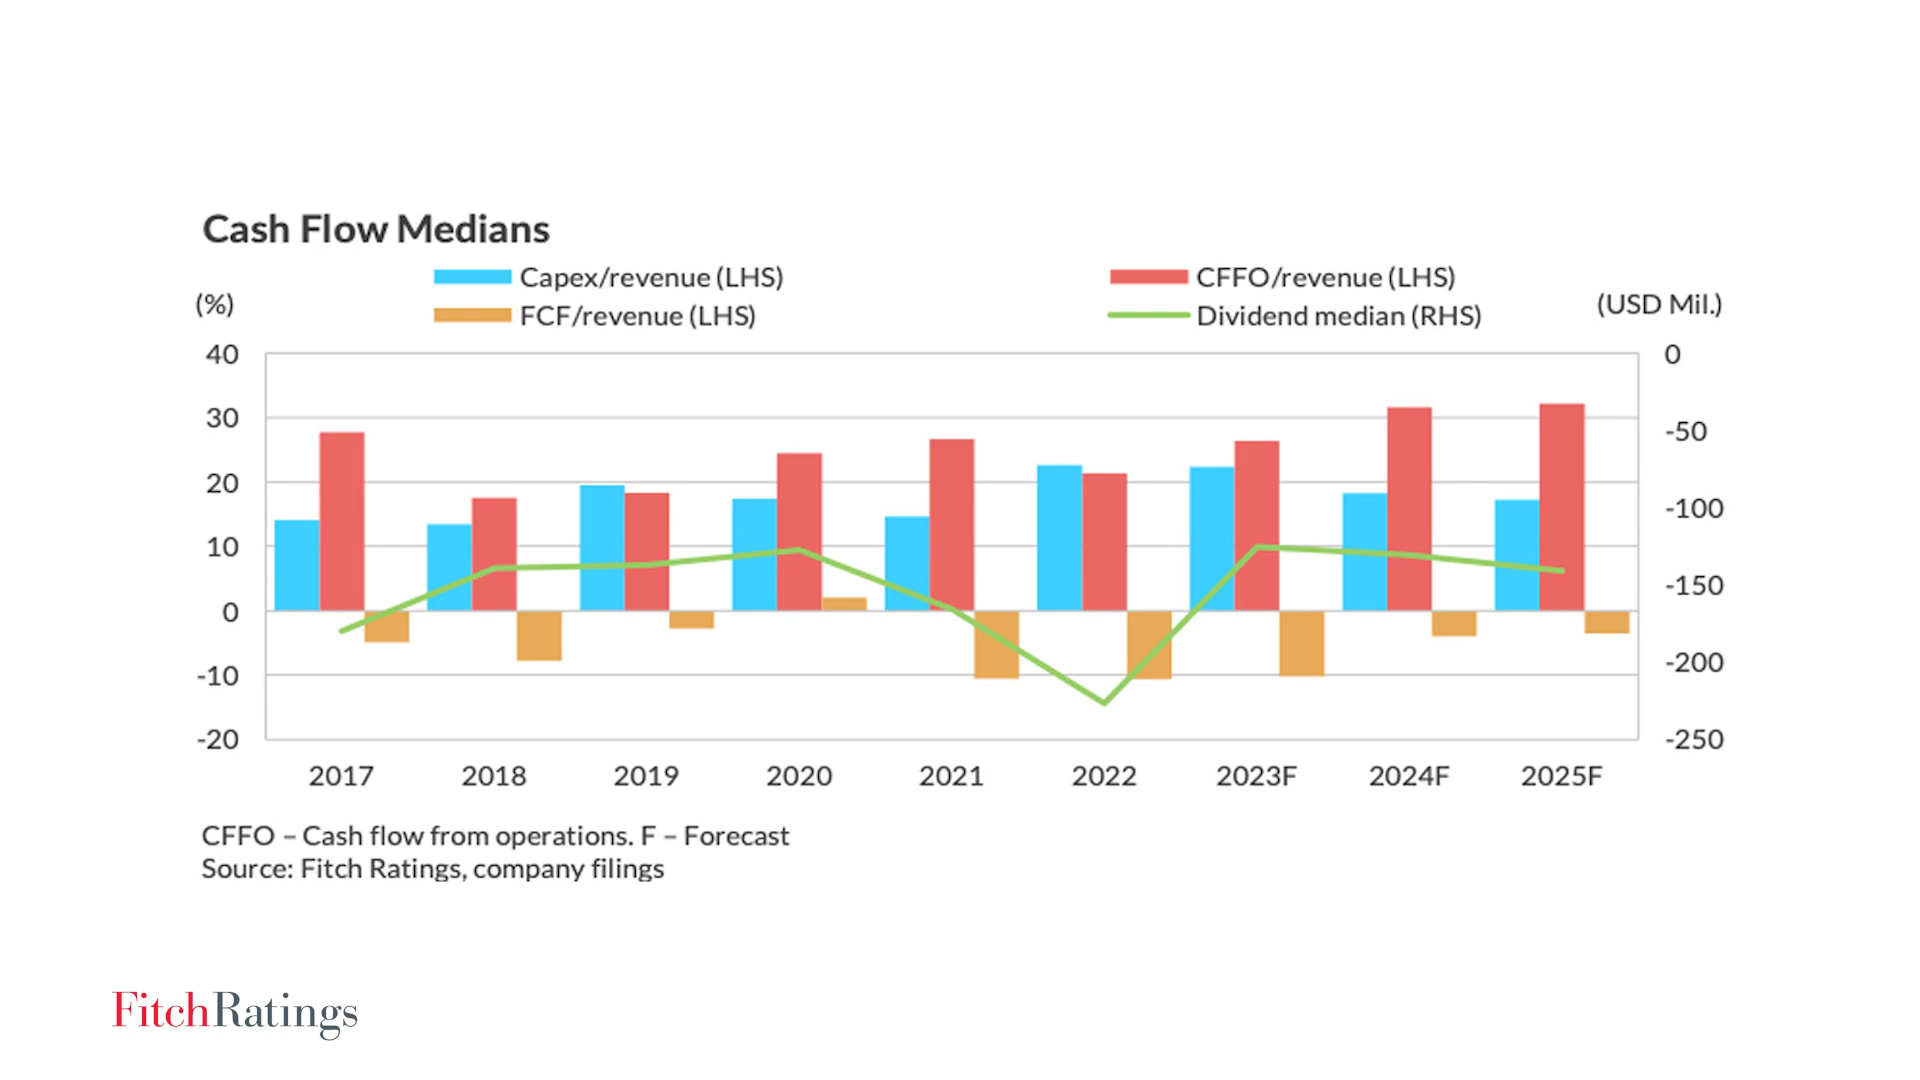 Cash Flow Medians
Capex/revenue (LHS)
CFFO/revenue (LHS)
(%)
(USD Mil.)
FCF/revenue (LHS)
Dividend median (RHS)
40
0
30
-50
20
-100
10
-150
0
-200
-10
-20
-250
2017 2018 2019 2020 2021 2022 2023F 2024F 2025F
CFFO – Cash flow from operations. F – Forecast
Source: Fitch Ratings, company filings
FitchRatings